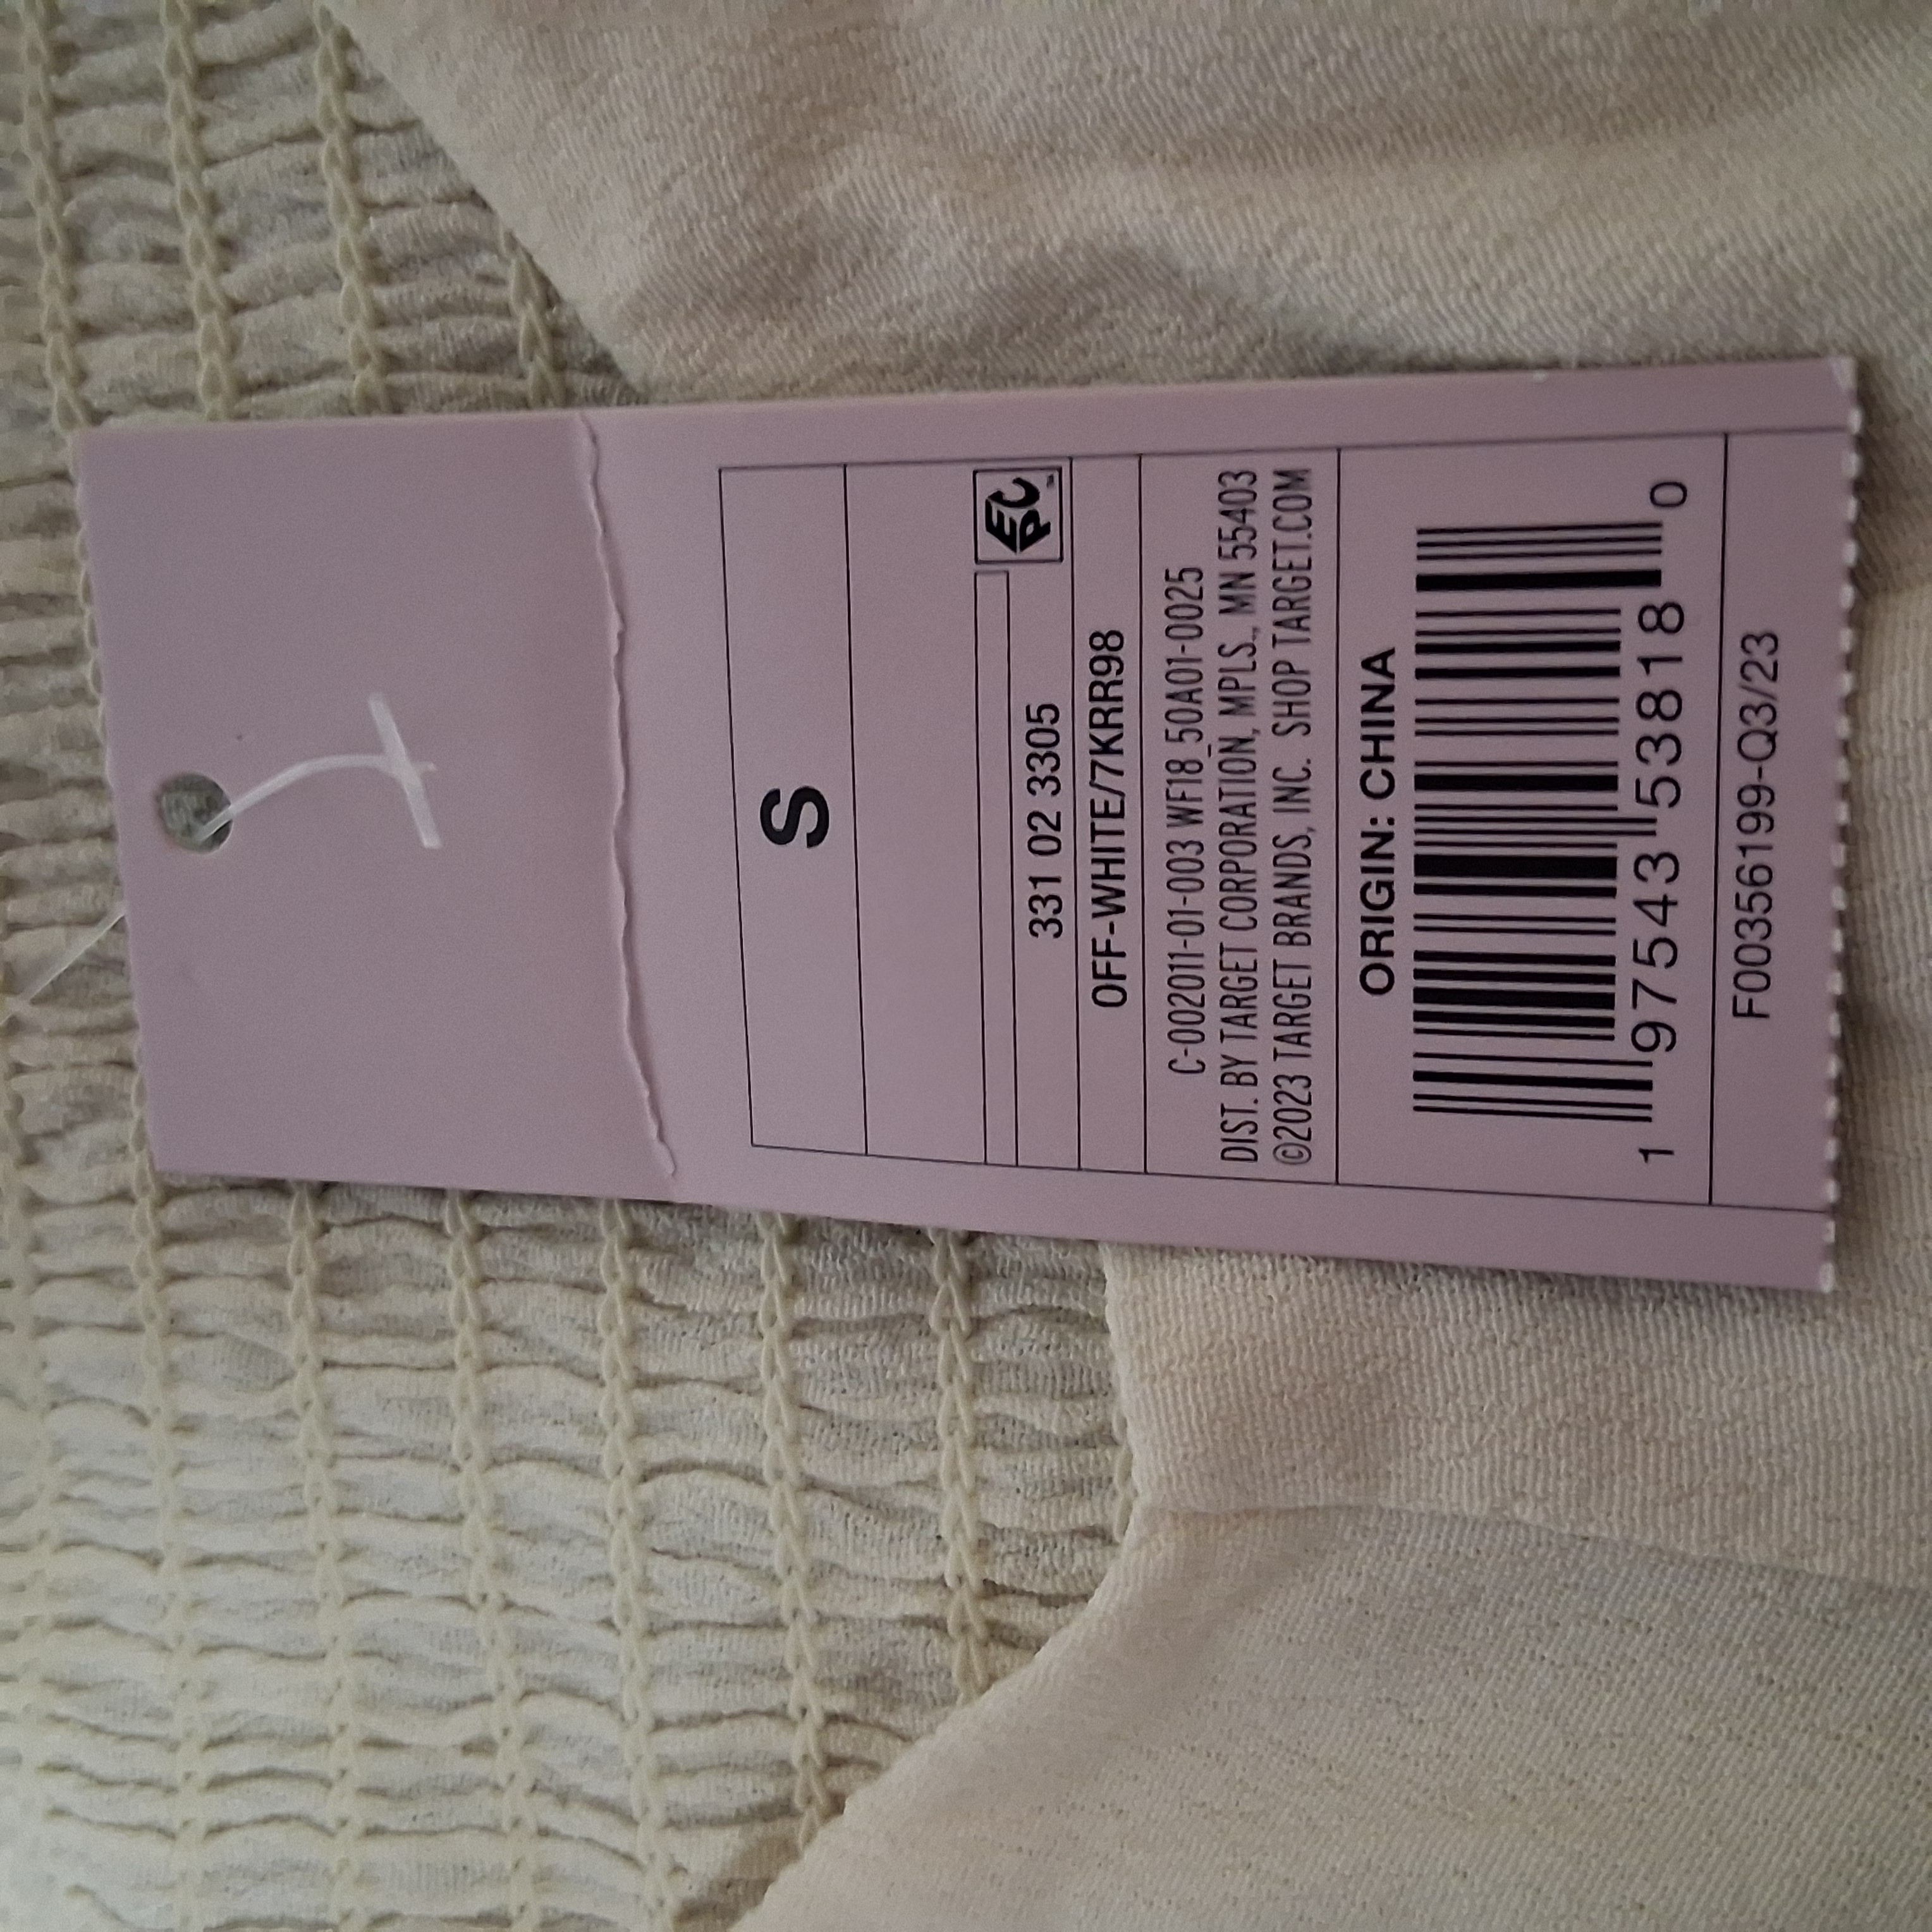 S
EPC
331 02 3305
OFF-WHITE/7KRR98
C-002011-01-003 WF18_50A01-0025
DIST. BY TARGET CORPORATION, MPLS., MN 55403
©2023 TARGET BRANDS, INC. SHOP TARGET.COM
ORIGIN: CHINA
1 97543 53818 0
F00356199-Q3/23